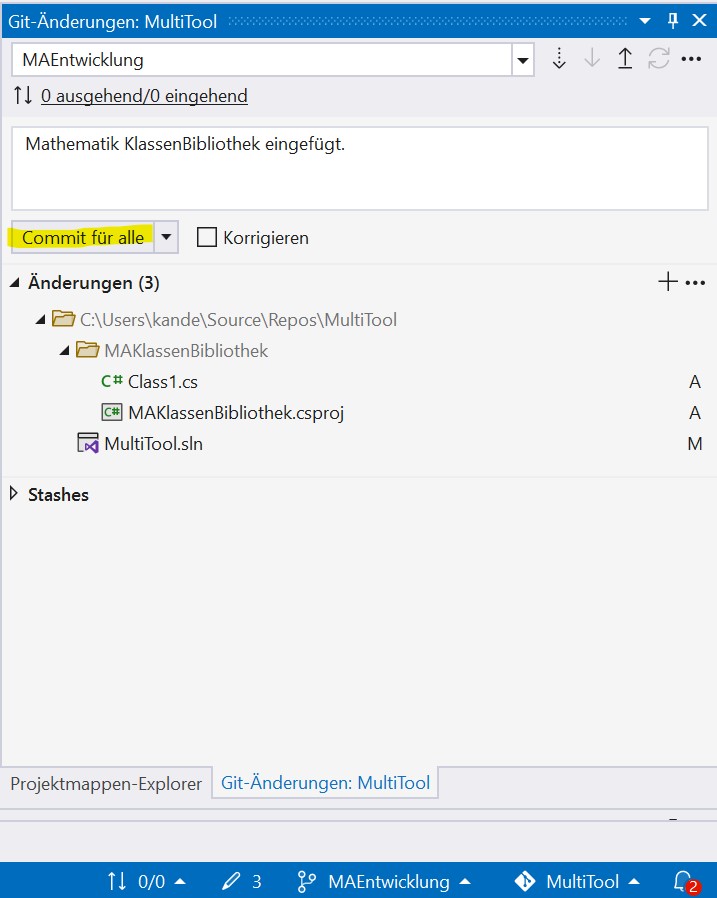 Git-Änderungen: MultiTool
MAEntwicklung
0 ausgehend/0 eingehend
Mathematik KlassenBibliothek eingefügt.
Commit für alle Korrigieren
Änderungen (3)
C:\Users\kande\Source\Repos\MultiTool
MAKlassenBibliothek
C# Class1.cs A
C# MAKlassenBibliothek.csproj A
MultiTool.sln M
Stashes
Projektmappen-Explorer Git-Änderungen: MultiTool
0/0 3 MAEntwicklung MultiTool 2